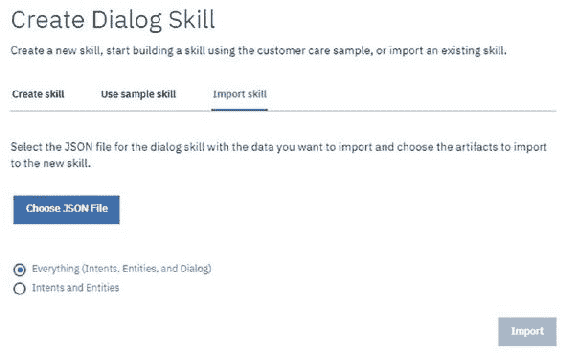 Create Dialog Skill
Create a new skill, start building a skill using the customer care sample, or import an existing skill.
Create skill Use sample skill Import skill
Select the JSON file for the dialog skill with the data you want to import and choose the artifacts to import
to the new skill.
Choose JSON File
Everything (Intents, Entities, and Dialog)
Intents and Entities
Import